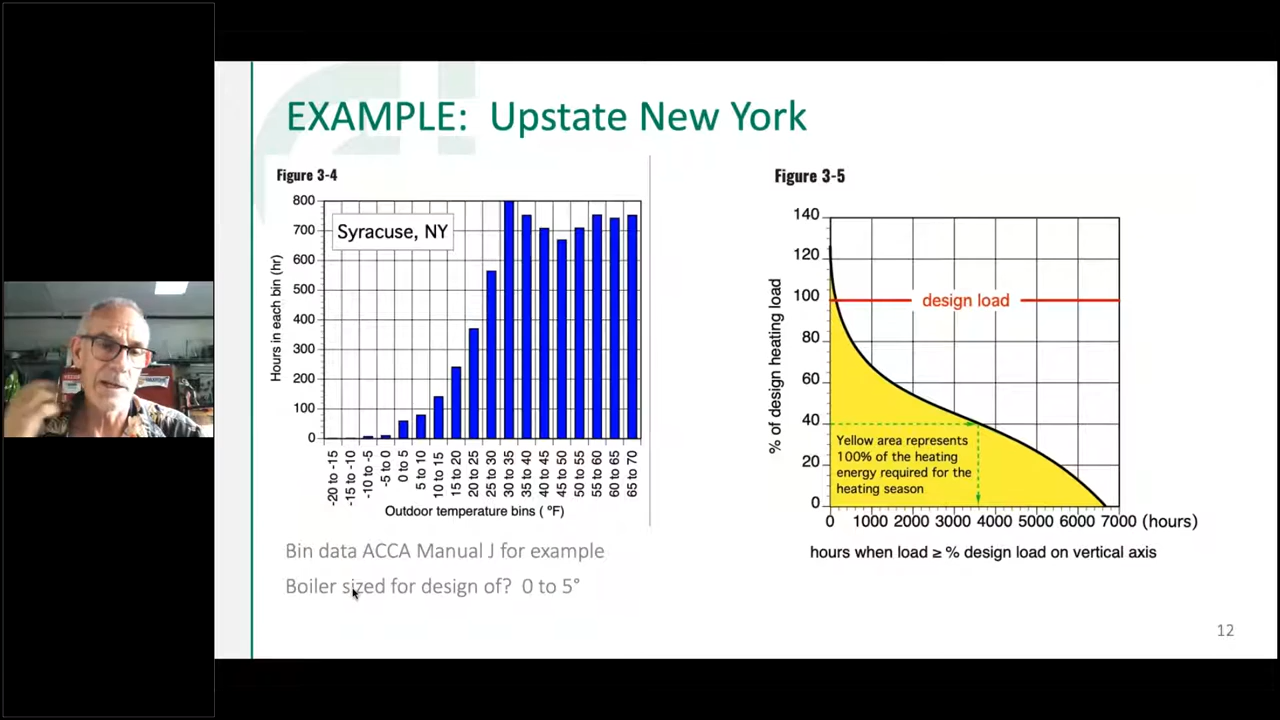 EXAMPLE: Upstate New York
Figure 3-4
Hours in each bin (hr)
800
700
600
500
400
300
200
100
0
Syracuse, NY
-20 to -15
-15 to -10
-10 to -5
-5 to 0
0 to 5
5 to 10
10 to 15
15 to 20
20 to 25
25 to 30
30 to 35
35 to 40
40 to 45
45 to 50
50 to 55
55 to 60
60 to 65
65 to 70
Outdoor temperature bins ( ºF)
Figure 3-5
% of design heating load
140
120
100
80
60
40
20
0
design load
Yellow area represents
100% of the heating
energy required for the
heating season
0 1000 2000 3000 4000 5000 6000 7000 (hours)
hours when load ≥ % design load on vertical axis
Bin data ACCA Manual J for example
Boiler sized for design of? 0 to 5°
12